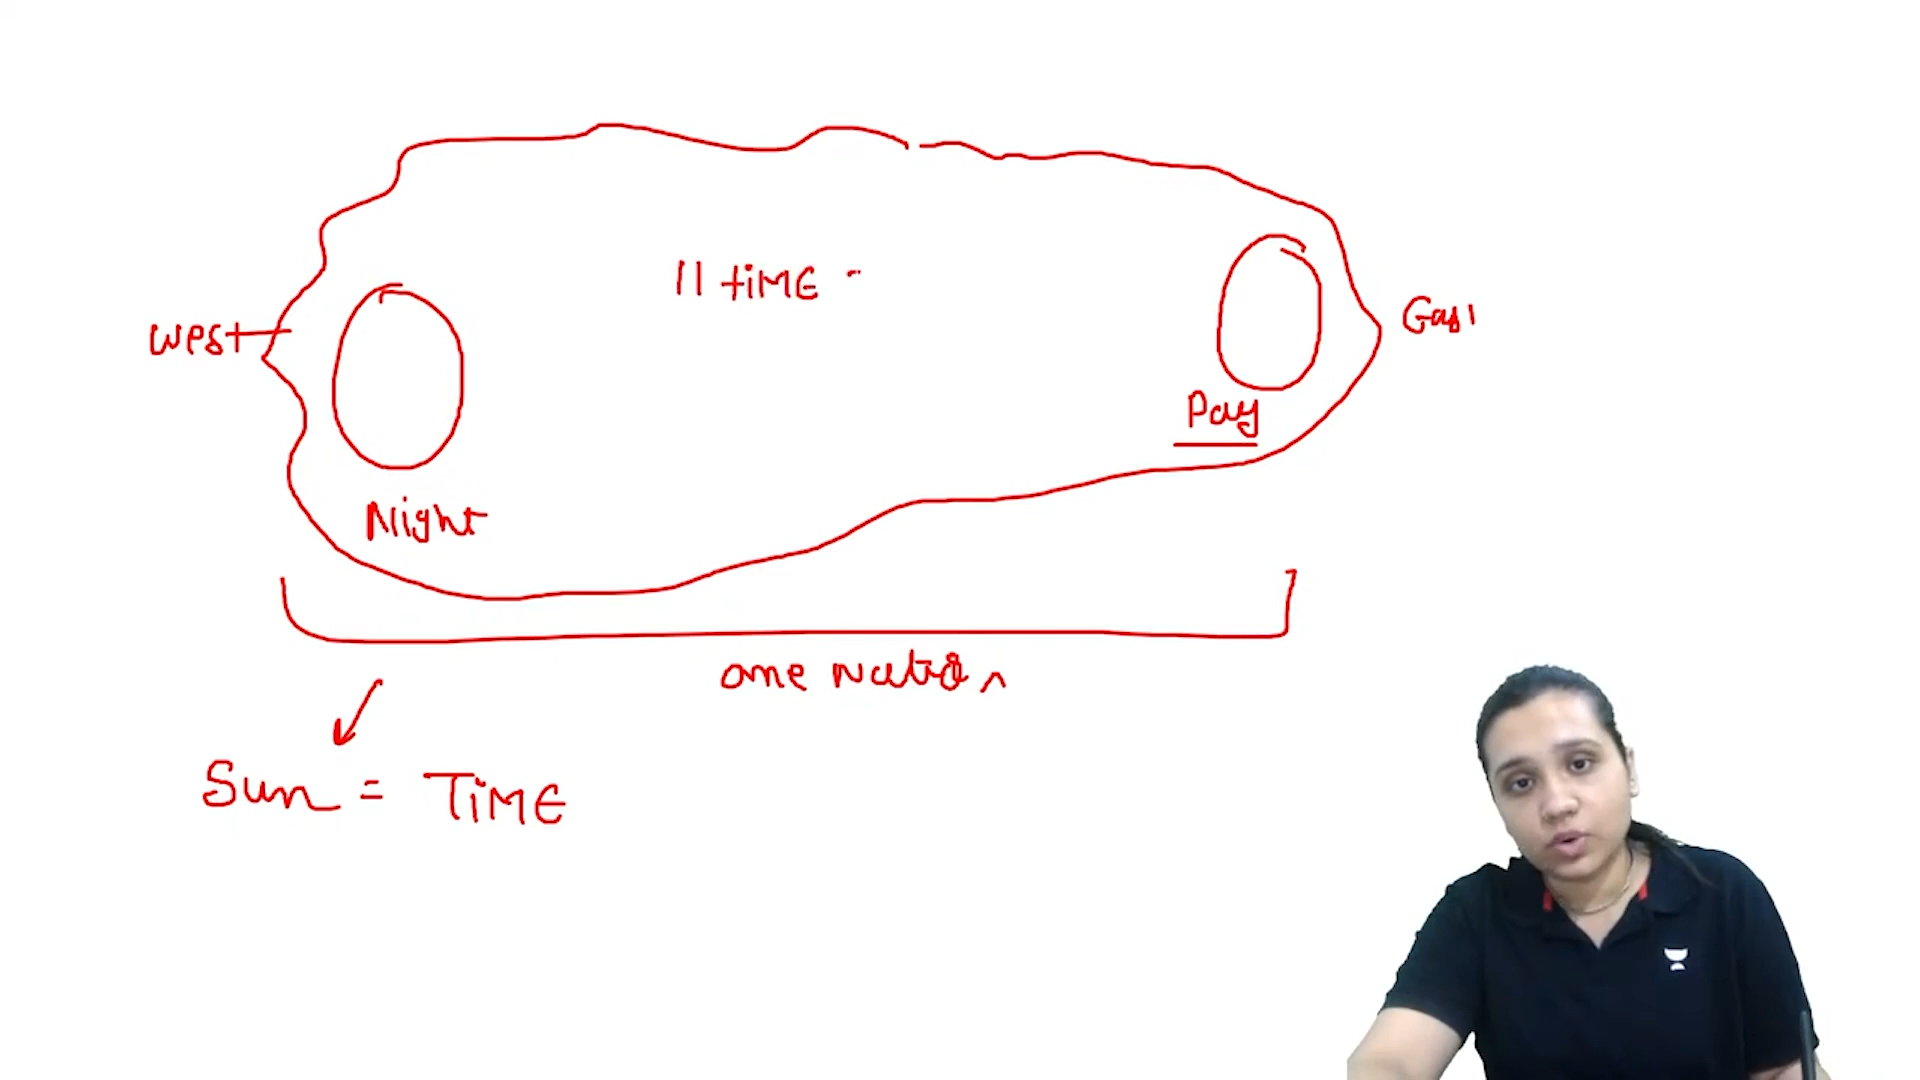 11 TiME -
West
East
Day
Night
one Nation
Sun = TiME